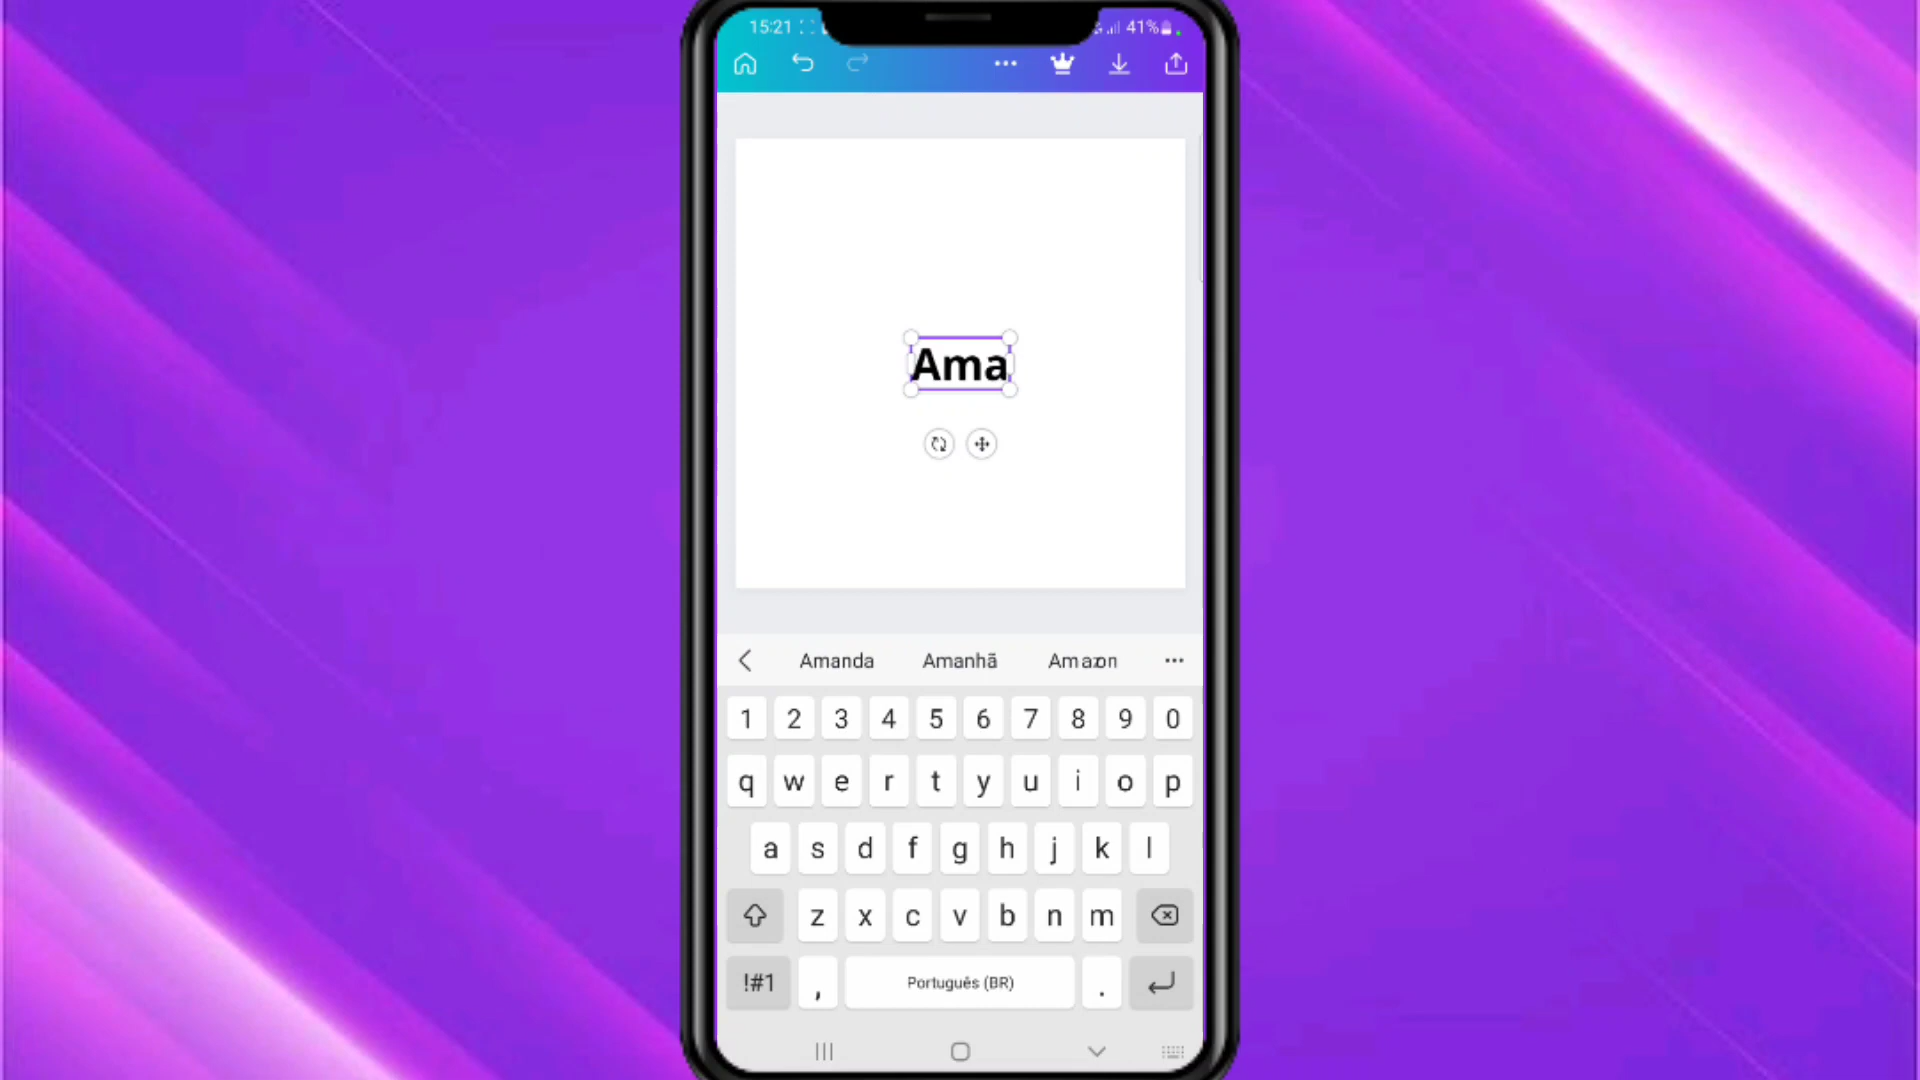 15:21
41%
Ama
Amanda Amanhã Amazon
1 2 3 4 5 6 7 8 9 0
q w e r t y u i o p
a s d f g h j k l
z x c v b n m
!#1 , Português (BR) .